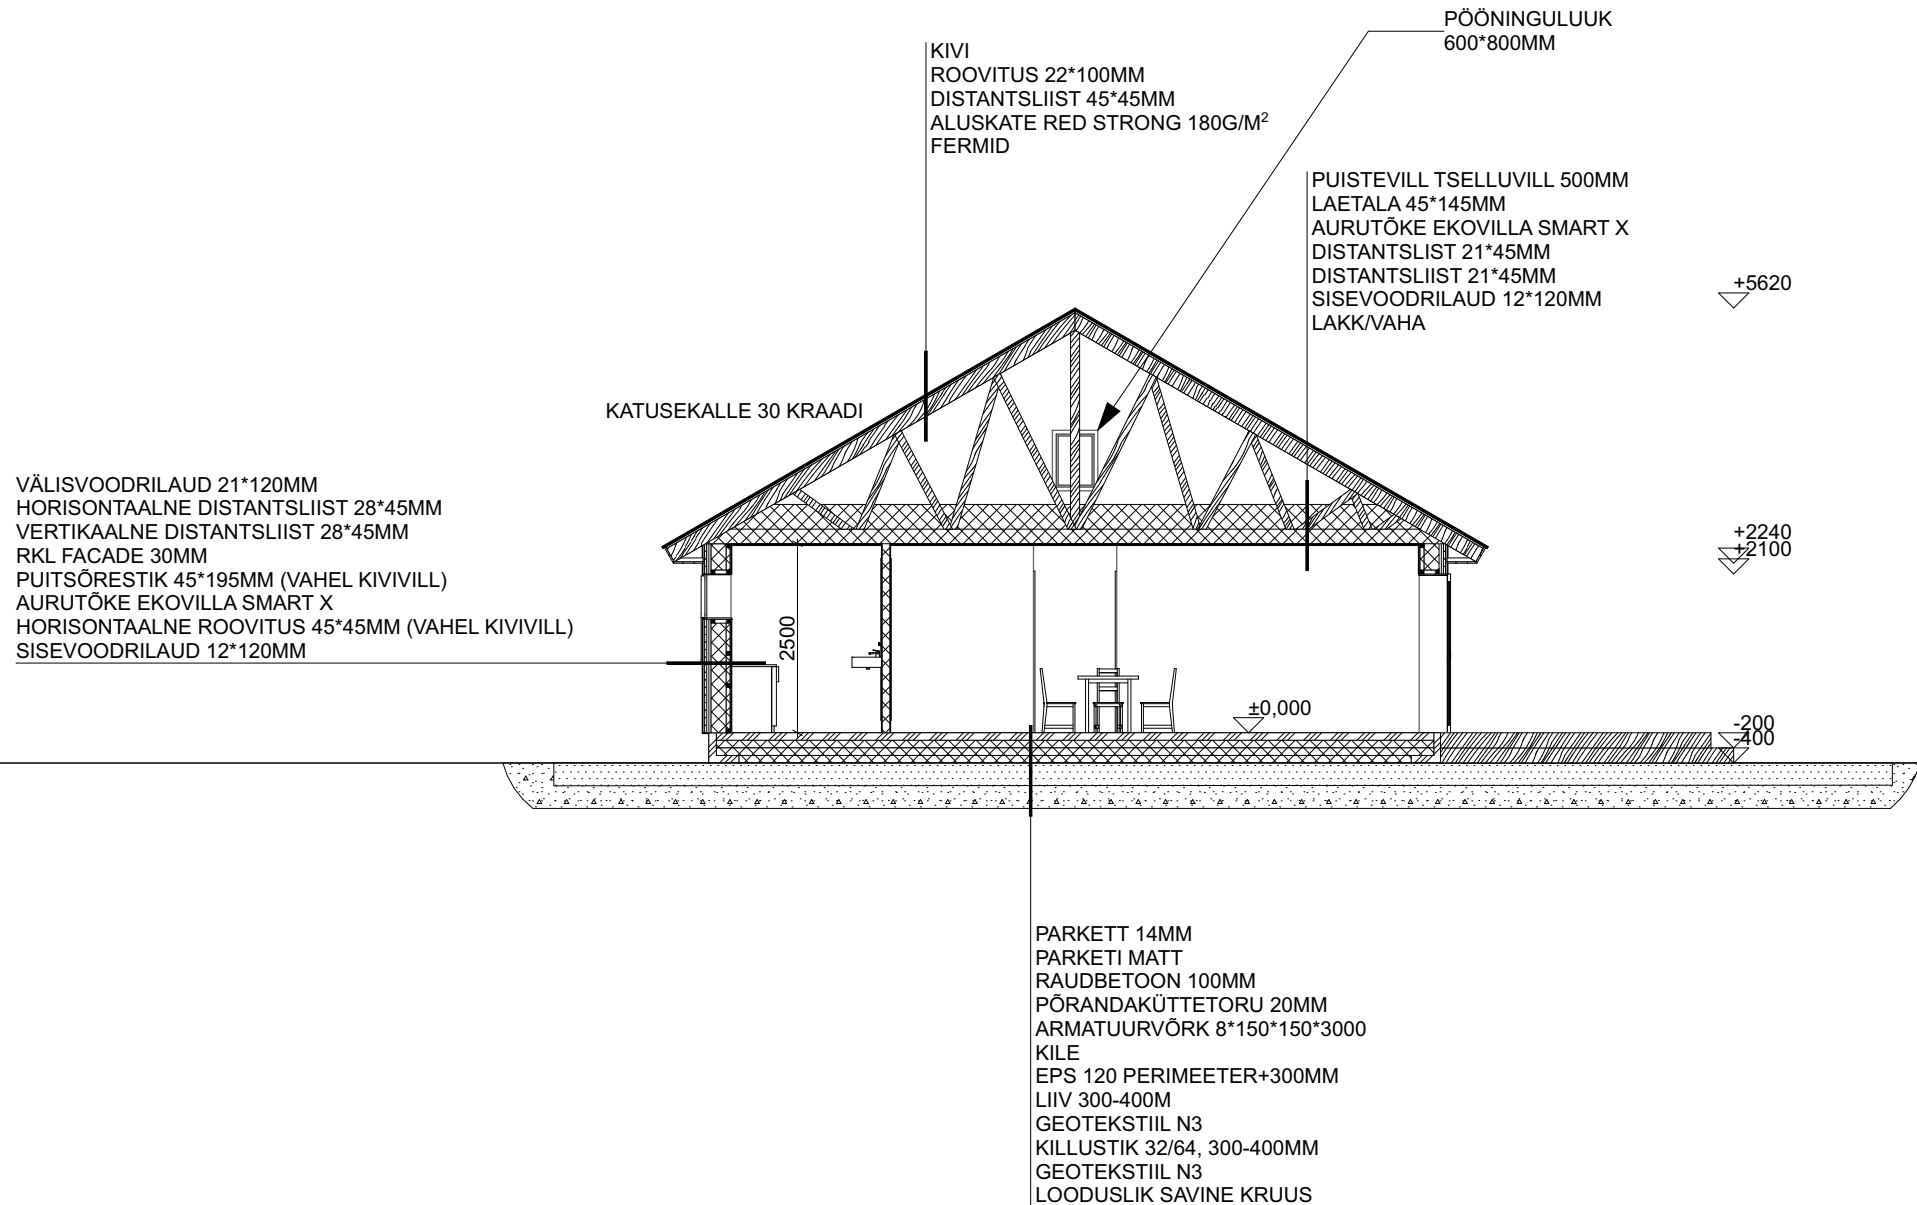 PÖÖNINGULUUK
600*800MM
KIVI
ROOVITUS 22*100MM
DISTANTSLIIST 45*45MM
ALUSKATE RED STRONG 180G/M²
FERMID
PUISTEVILL TSELLUVILL 500MM
LAETALA 45*145MM
AURUTÕKE EKOVILLA SMART X
DISTANTSLIST 21*45MM
DISTANTSLIIST 21*45MM
SISEVOODRILAUD 12*120MM
LAKK/VAHA
+5620
KATUSEKALLE 30 KRAADI
VÄLISVOODRILAUD 21*120MM
HORISONTAALNE DISTANTSLIIST 28*45MM
VERTIKAALNE DISTANTSLIIST 28*45MM
RKL FACADE 30MM
PUITSÕRESTIK 45*195MM (VAHEL KIVIVILL)
AURUTÕKE EKOVILLA SMART X
HORISONTAALNE ROOVITUS 45*45MM (VAHEL KIVIVILL)
SISEVOODRILAUD 12*120MM
+2240
+2100
2500
±0,000
-200
-400
PARKETT 14MM
PARKETI MATT
RAUDBETOON 100MM
PÕRANDAKÜTTETORU 20MM
ARMATUURVÕRK 8*150*150*3000
KILE
EPS 120 PERIMEETER+300MM
LIIV 300-400M
GEOTEKSTIIL N3
KILLUSTIK 32/64, 300-400MM
GEOTEKSTIIL N3
LOODUSLIK SAVINE KRUUS